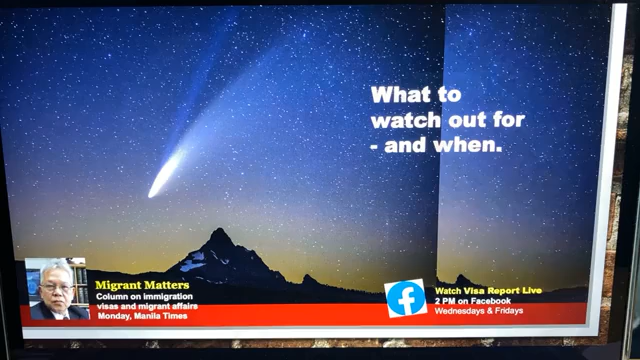 What to
watch out for
- and when.
Migrant Matters
Column on immigration
visas and migrant affairs
Monday, Manila Times
Watch Visa Report Live
2 PM on Facebook
Wednesdays & Fridays